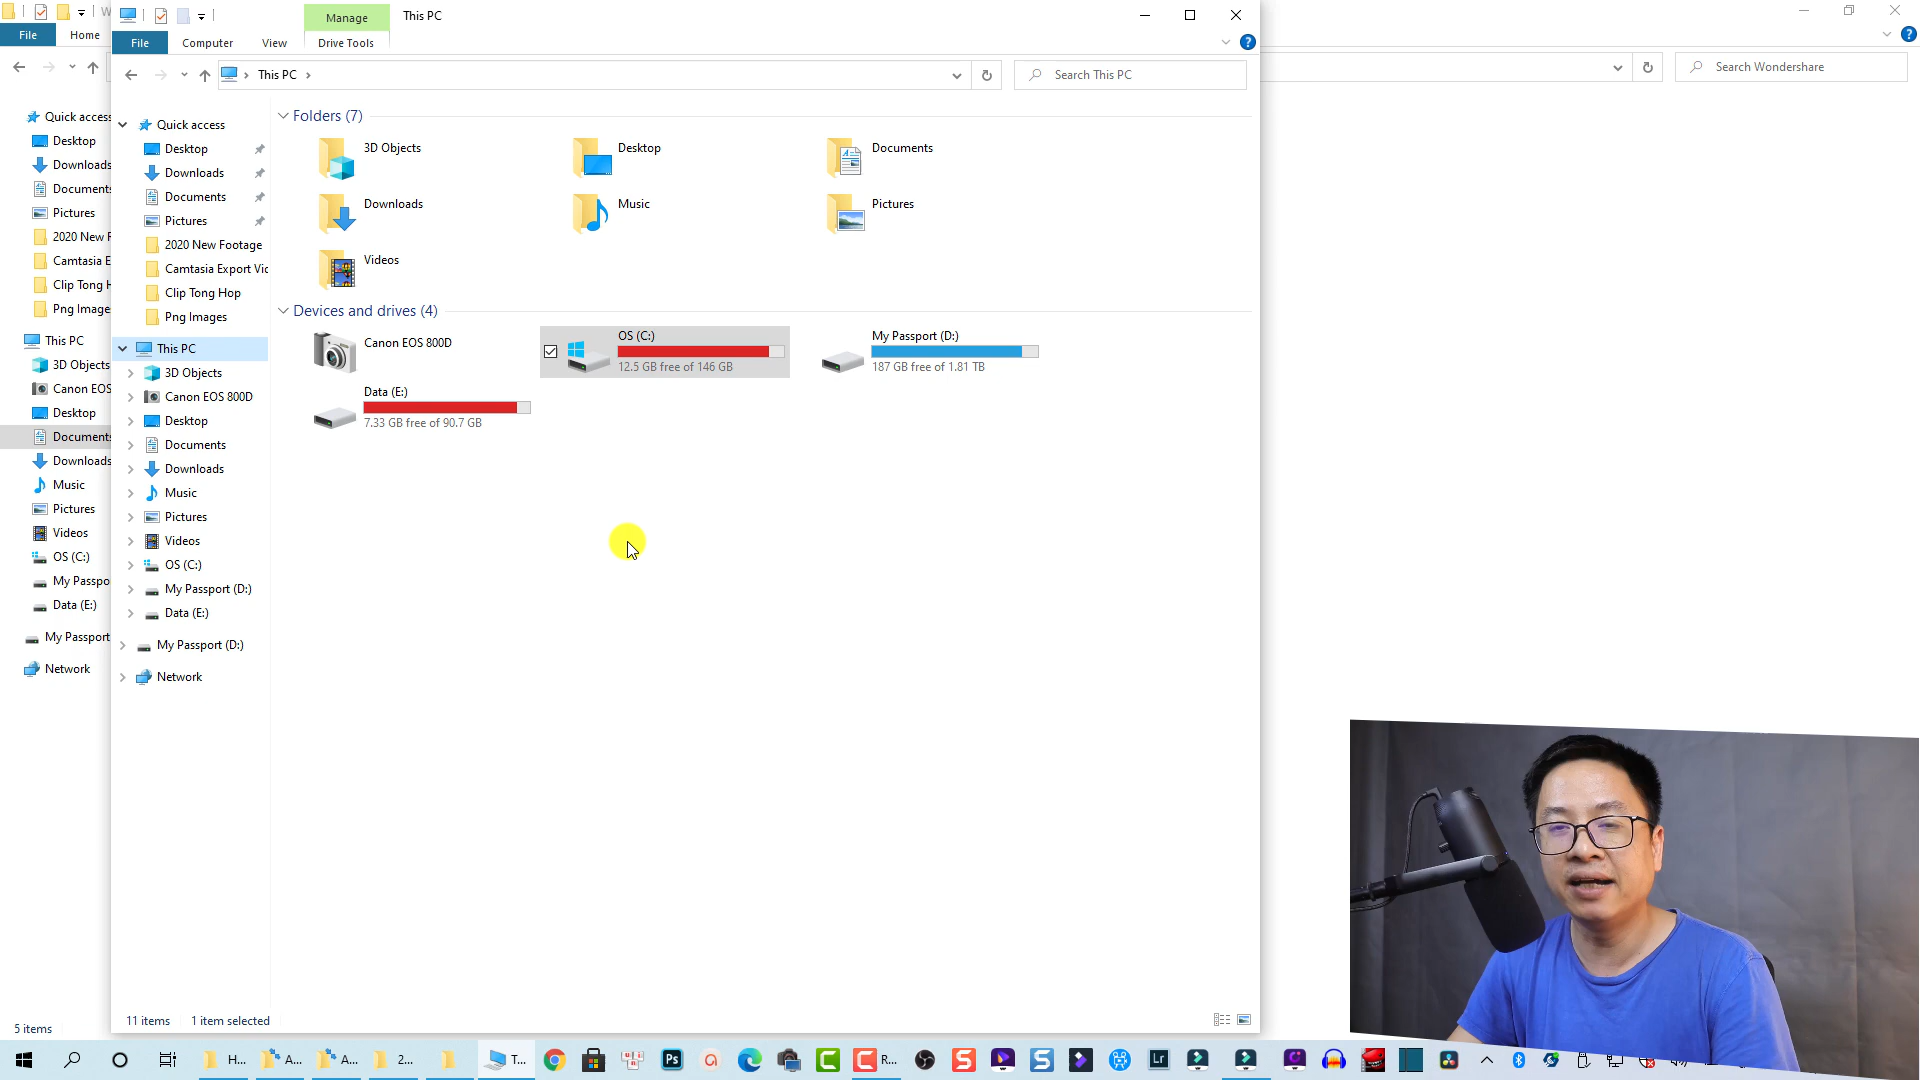 W
Manage
This PC
File
Home
File
Computer
View
Drive Tools
This PC
Search This PC
Search Wondershare
Quick access
Desktop
Downloads
Documents
Pictures
2020 New F
Camtasia E
Clip Tong H
Png Image
This PC
3D Objects
Canon EOS
Desktop
Documents
Downloads
Music
Pictures
Videos
OS (C:)
My Passpo
Data (E:)
My Passport
Network
5 items
Quick access
Desktop
Downloads
Documents
Pictures
2020 New Footage
Camtasia Export Vic
Clip Tong Hop
Png Images
This PC
3D Objects
Canon EOS 800D
Desktop
Documents
Downloads
Music
Pictures
Videos
OS (C:)
My Passport (D:)
Data (E:)
My Passport (D:)
Network
Folders (7)
3D Objects
Desktop
Documents
Downloads
Music
Pictures
Videos
Devices and drives (4)
Canon EOS 800D
OS (C:)
12.5 GB free of 146 GB
My Passport (D:)
187 GB free of 1.81 TB
Data (E:)
7.33 GB free of 90.7 GB
11 items
1 item selected
H...
A...
A...
2...
T...
Ps
R...
Lr